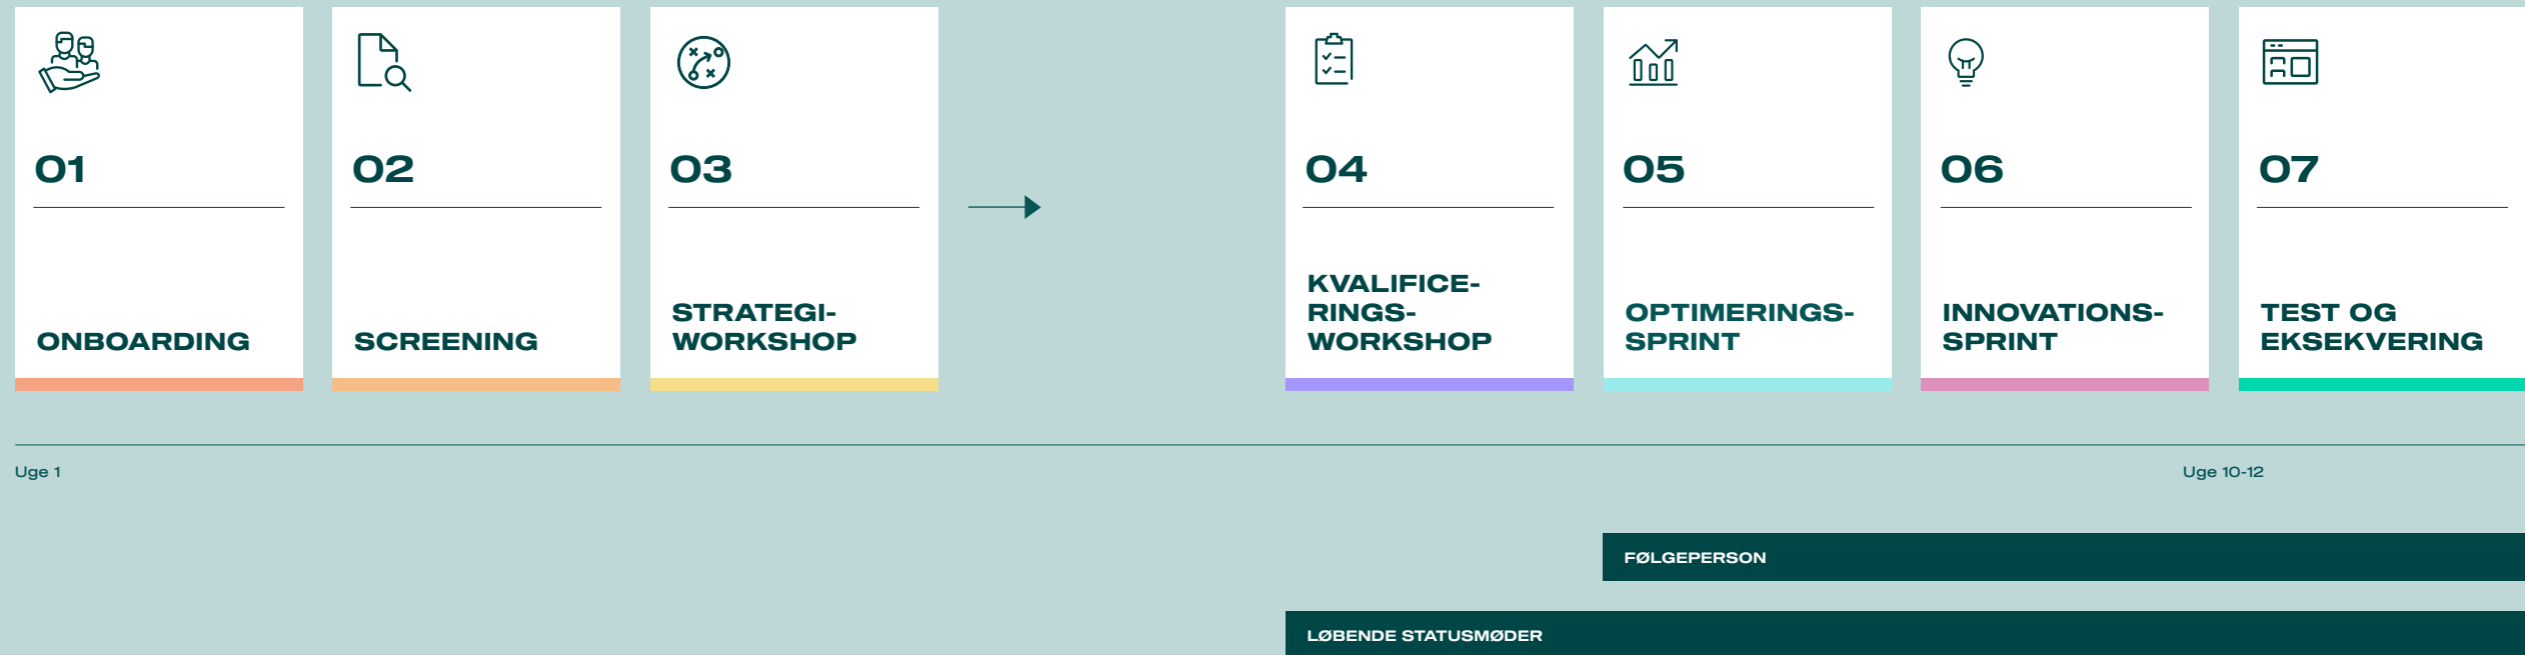 01
ONBOARDING
02
SCREENING
03
STRATEGI-
WORKSHOP
04
KVALIFICE-
RINGS-
WORKSHOP
05
OPTIMERINGS-
SPRINT
06
INNOVATIONS-
SPRINT
07
TEST OG
EKSEKVERING
Uge 1
Uge 10-12
FØLGEPERSON
LØBENDE STATUSMØDER